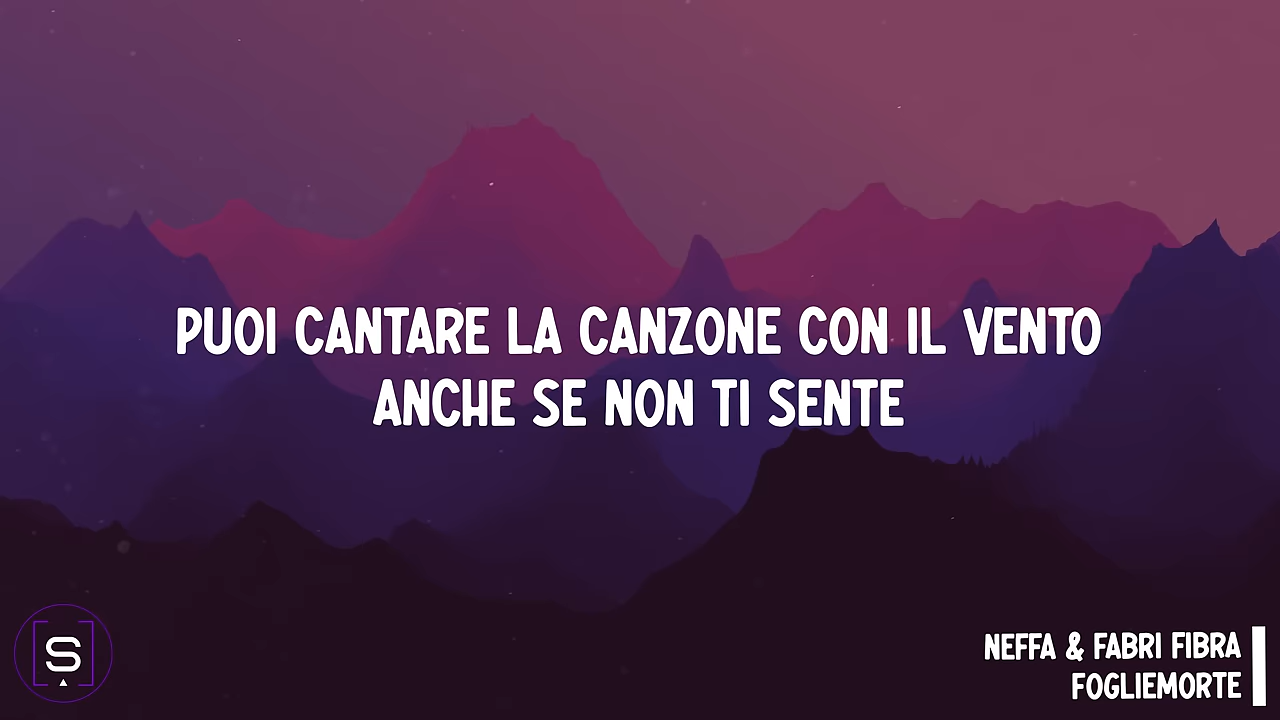 PUOI CANTARE LA CANZONE CON IL VENTO
ANCHE SE NON TI SENTE
S
NEFFA & FABRI FIBRA
FOGLIEMORTE